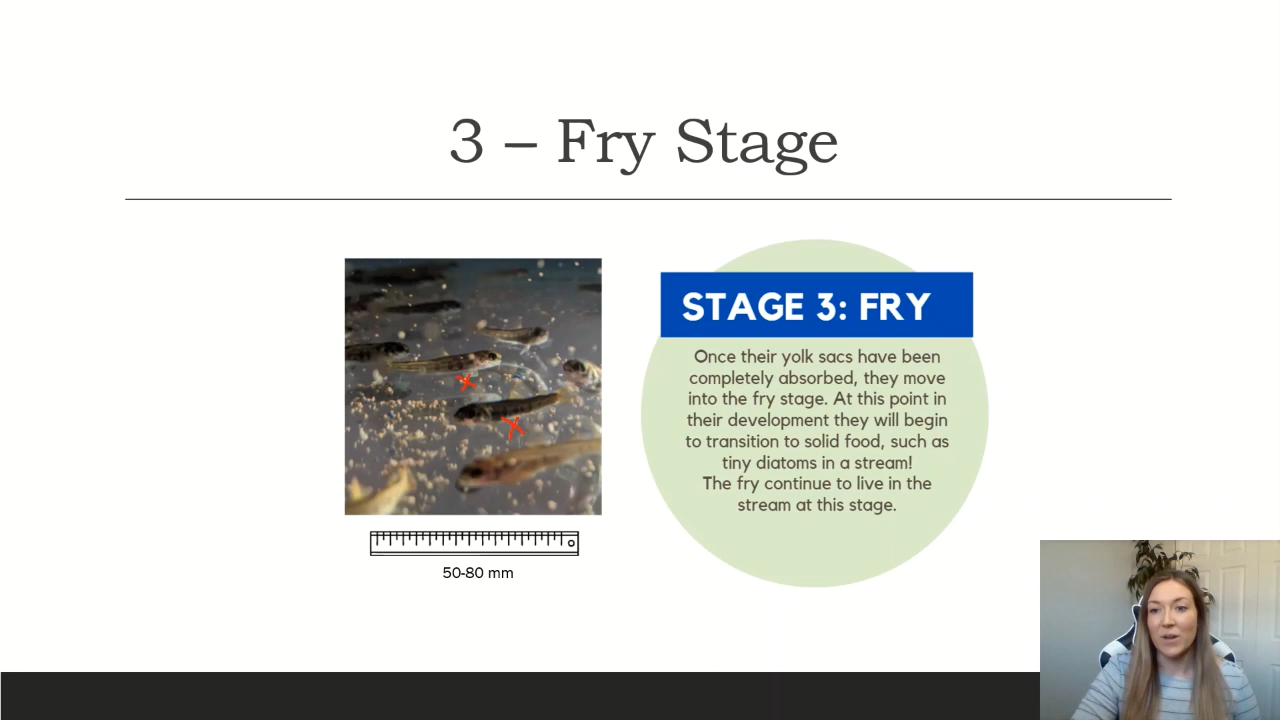 3 – Fry Stage
STAGE 3: FRY
Once their yolk sacs have been
completely absorbed, they move
into the fry stage. At this point in
their development they will begin
to transition to solid food, such as
tiny diatoms in a stream!
The fry continue to live in the
stream at this stage.
50-80 mm